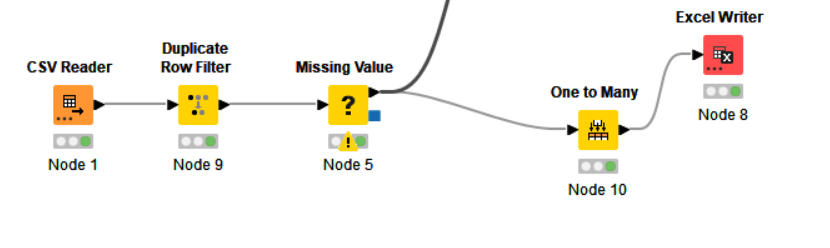 Excel Writer
Duplicate
Row Filter
CSV Reader
Missing Value
One to Many
?
!
Node 8
Node 1
Node 9
Node 5
Node 10